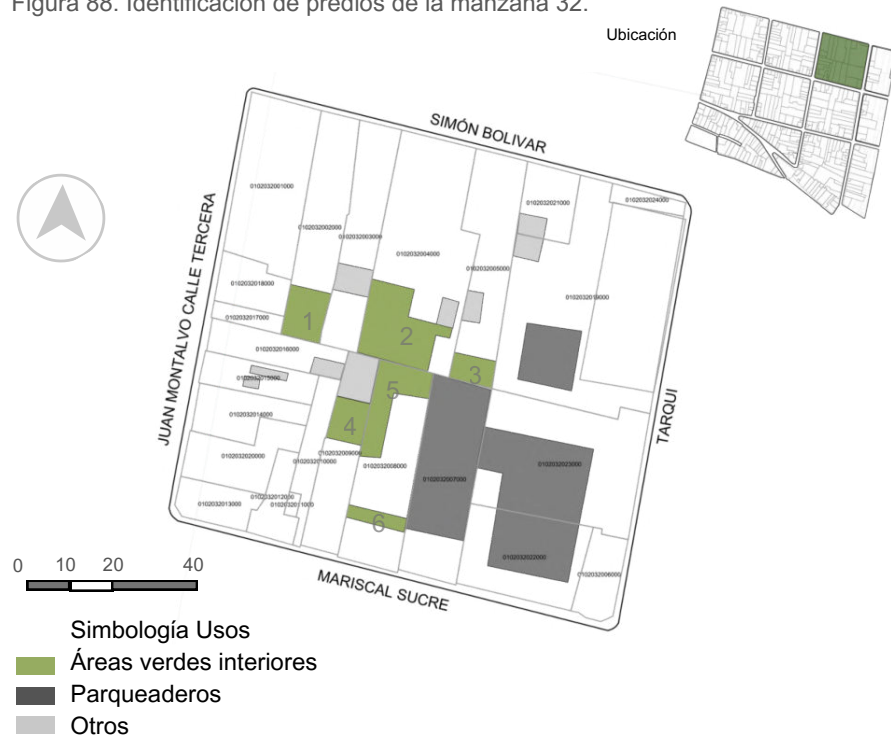 Figura 88. Identificación de predios de la manzana 32.
Ubicación
SIMÓN BOLIVAR
JUAN MONTALVO CALLE TERCERA
TARQUI
MARISCAL SUCRE
0102032001000
0102032002000
0102032003000
0102032004000
0102032021000
0102032024000
0102032005000
0102032018000
0102032019000
0102032017000
0102032016000
0102032015000
0102032014000
0102032020000
0102032010000
0102032009000
0102032008000
0102032007000
0102032023000
0102032013000
0102032012000
0102032011000
0102032022000
0102032006000
1
2
3
5
4
6
0 10 20 40
Simbología Usos
Áreas verdes interiores
Parqueaderos
Otros